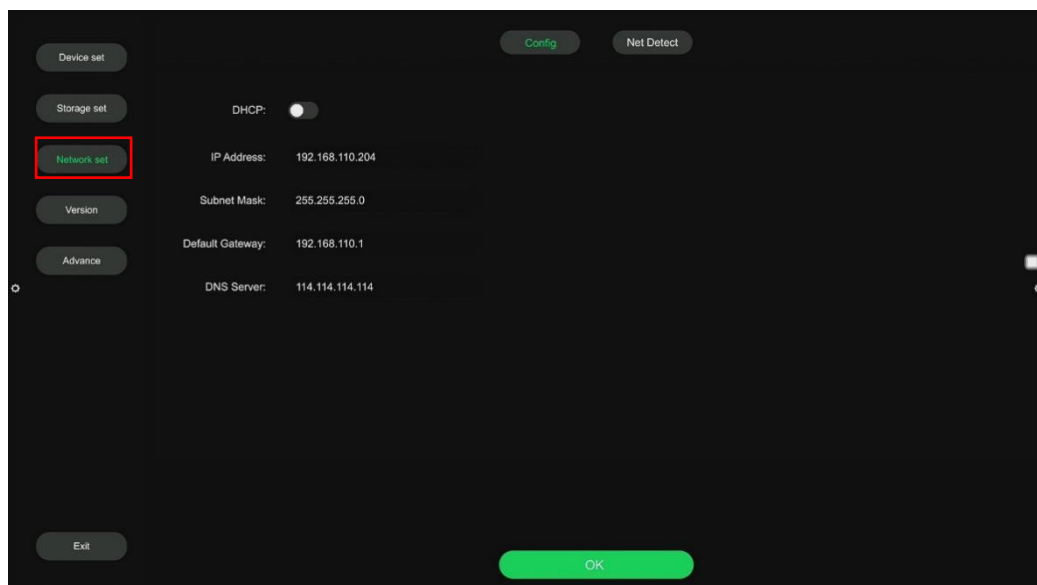 Config
Net Detect
Device set
Storage set
Network set
Version
Advance
Exit
DHCP:
IP Address: 192.168.110.204
Subnet Mask: 255.255.255.0
Default Gateway: 192.168.110.1
DNS Server: 114.114.114.114
OK